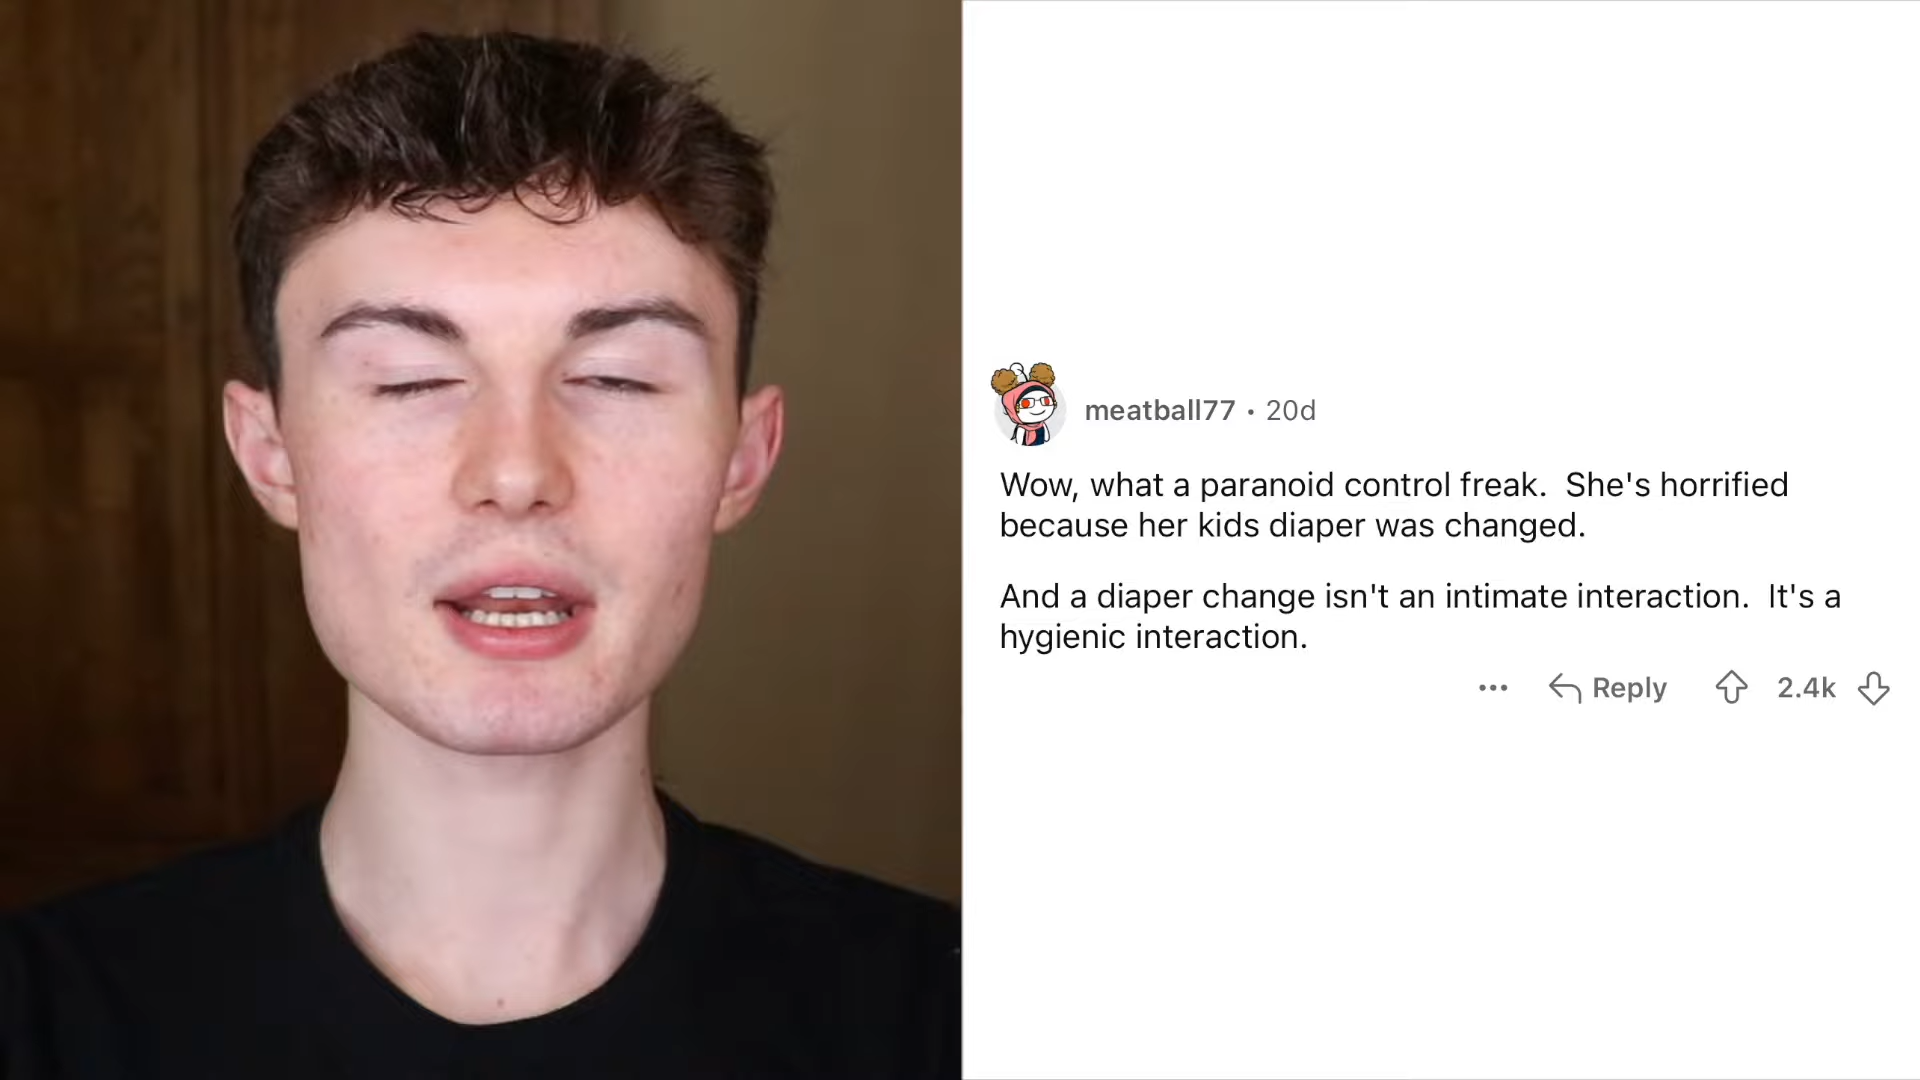 meatball77 • 20d
Wow, what a paranoid control freak.  She's horrified
because her kids diaper was changed.
And a diaper change isn't an intimate interaction.  It's a
hygienic interaction.
... Reply 2.4k